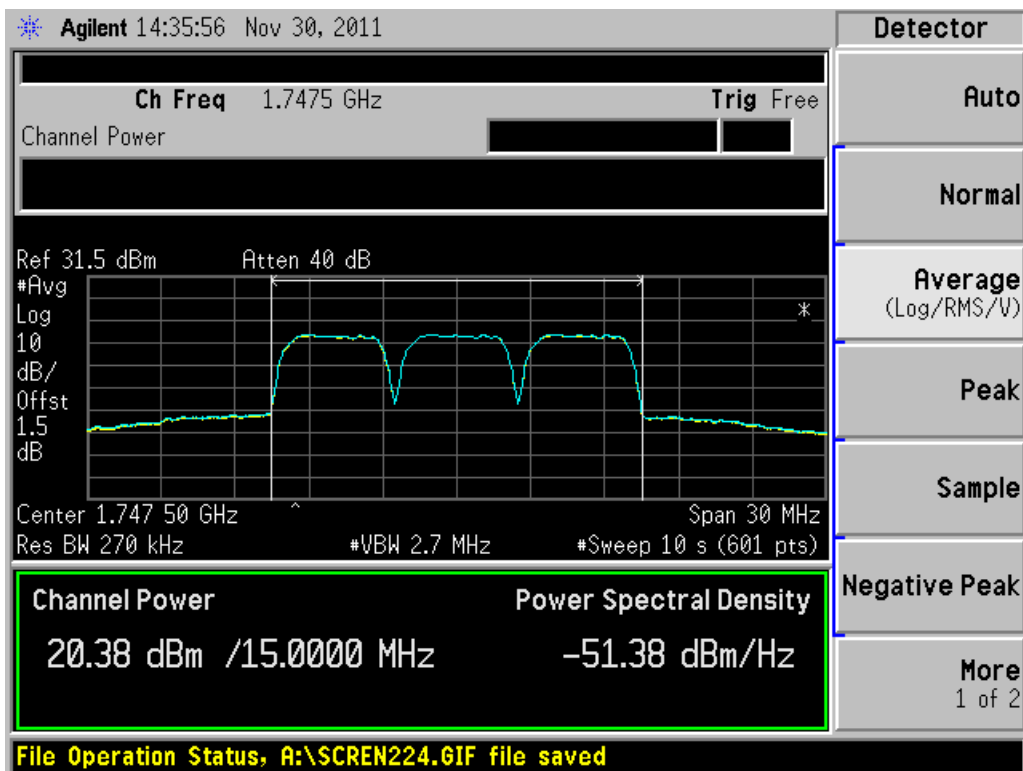 Agilent 14:35:56 Nov 30, 2011
Detector
Ch Freq 1.7475 GHz Trig Free
Channel Power
Auto
Normal
Average
(Log/RMS/V)
Peak
Sample
Negative Peak
More
1 of 2
Ref 31.5 dBm Atten 40 dB
#Avg
Log
10
dB/
Offst
1.5
dB
Center 1.747 50 GHz Span 30 MHz
Res BW 270 kHz #VBW 2.7 MHz #Sweep 10 s (601 pts)
Channel Power Power Spectral Density
20.38 dBm /15.0000 MHz -51.38 dBm/Hz
File Operation Status, A:\SCREN224.GIF file saved